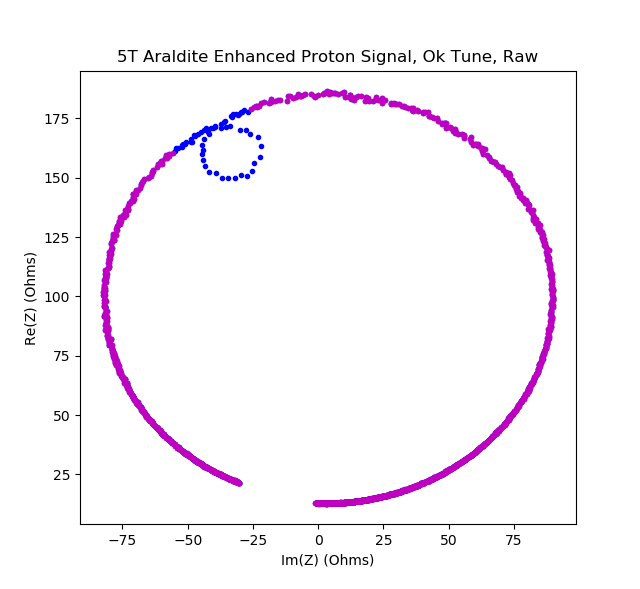 5T Araldite Enhanced Proton Signal, Ok Tune, Raw
175
150
125
100
75
50
25
Re(Z) (Ohms)
−75 −50 −25 0 25 50 75
Im(Z) (Ohms)